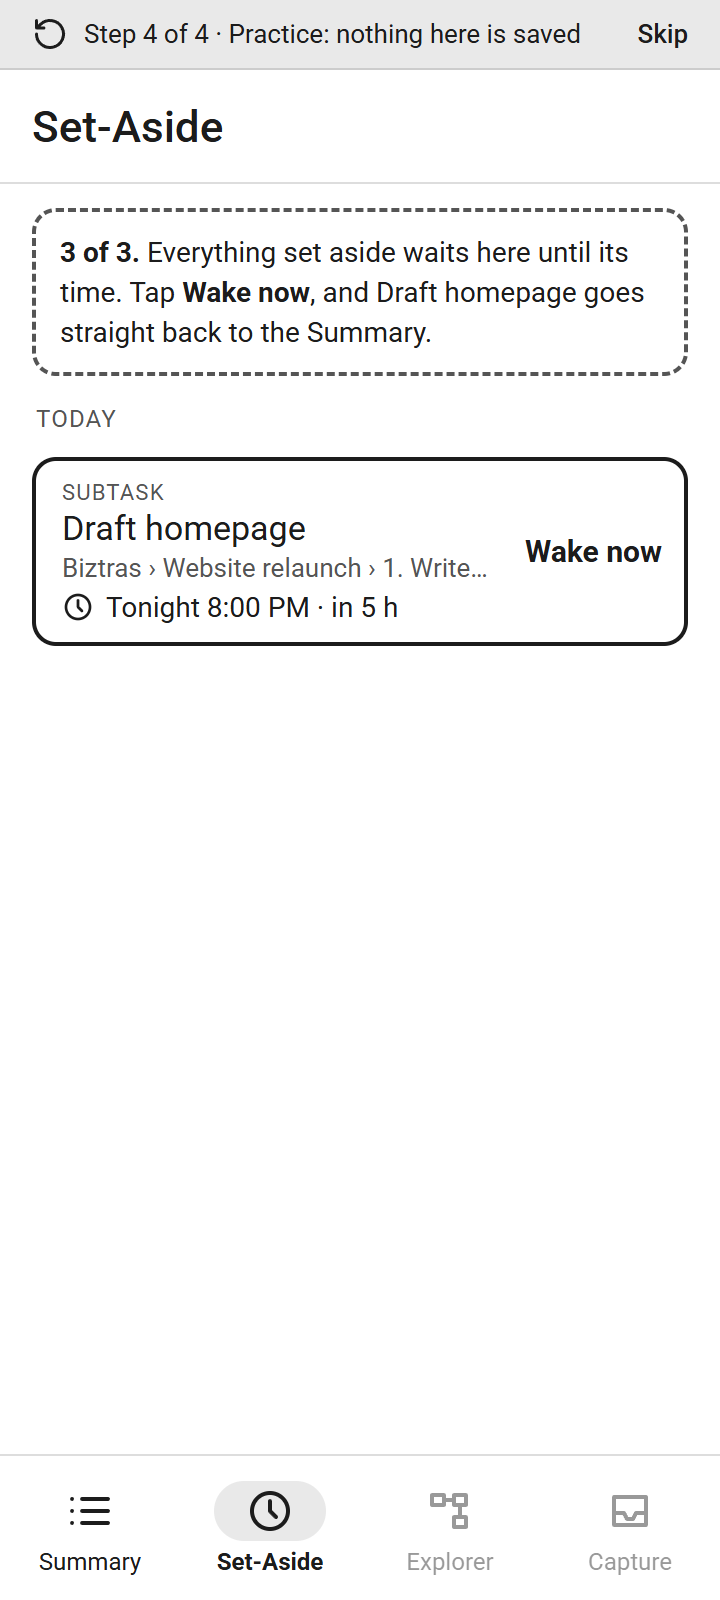 Step 4 of 4 · Practice: nothing here is saved
Skip
Set-Aside
3 of 3. Everything set aside waits here until its
time. Tap Wake now, and Draft homepage goes
straight back to the Summary.
TODAY
SUBTASK
Draft homepage
Biztras › Website relaunch › 1. Write…
Tonight 8:00 PM · in 5 h
Wake now
Summary
Set-Aside
Explorer
Capture